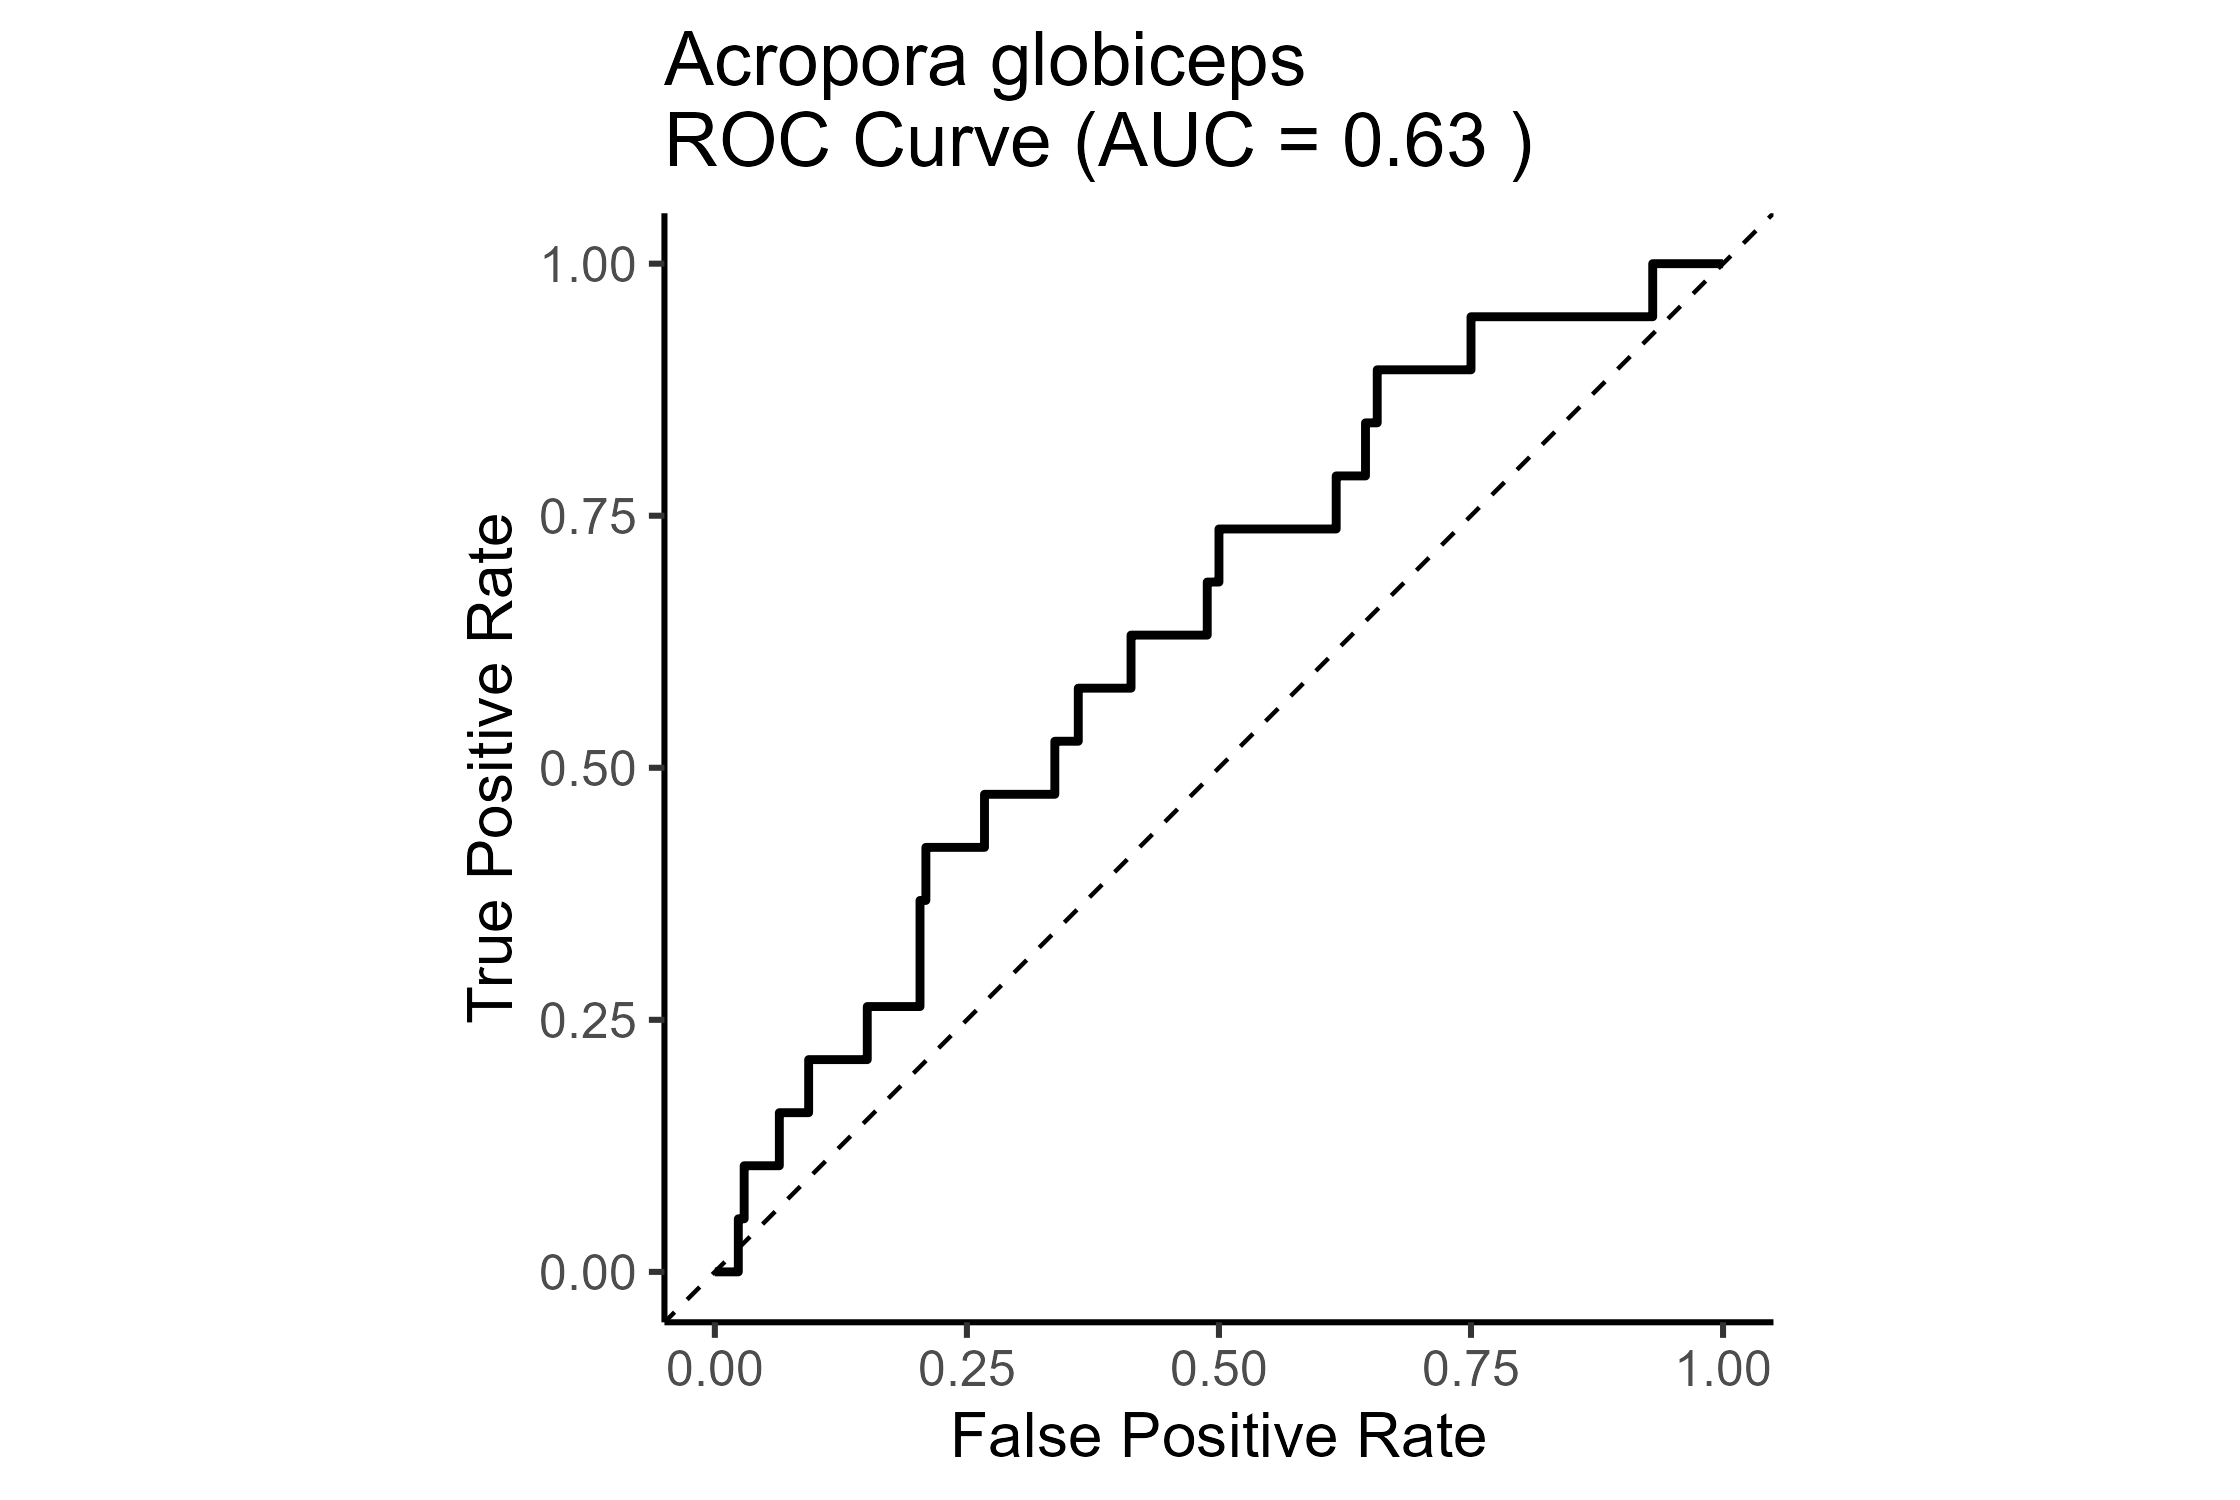 Acropora globiceps
ROC Curve (AUC = 0.63 )
True Positive Rate
1.00
0.75
0.50
0.25
0.00
0.00 0.25 0.50 0.75 1.00
False Positive Rate